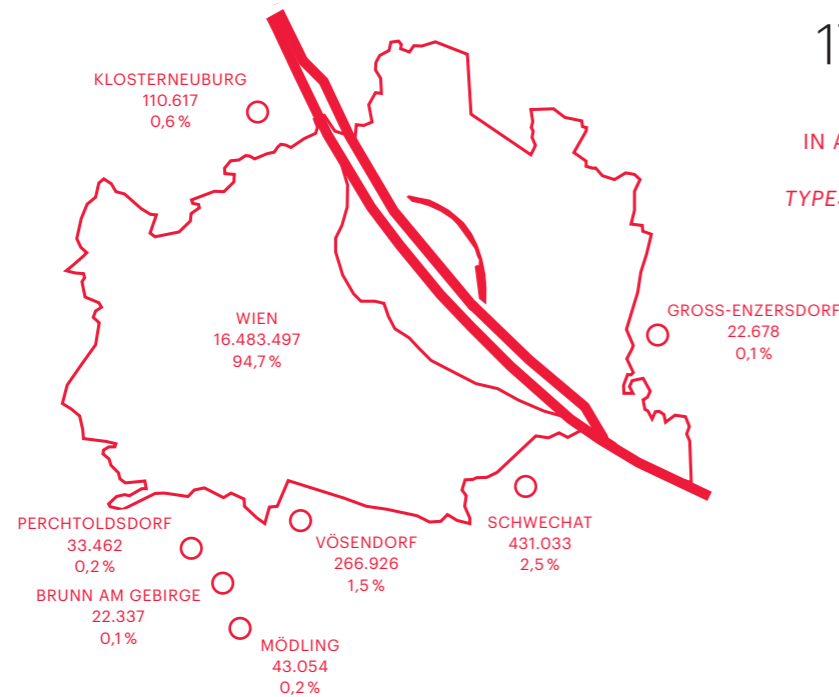 KLOSTERNEUBURG
110.617
0,6 %
WIEN
16.483.497
94,7 %
GROSS-ENZERSDORF
22.678
0,1 %
PERCHTOLDSDORF
33.462
0,2 %
BRUNN AM GEBIRGE
22.337
0,1 %
MÖDLING
43.054
0,2 %
VÖSENDORF
266.926
1,5 %
SCHWECHAT
431.033
2,5 %
IN